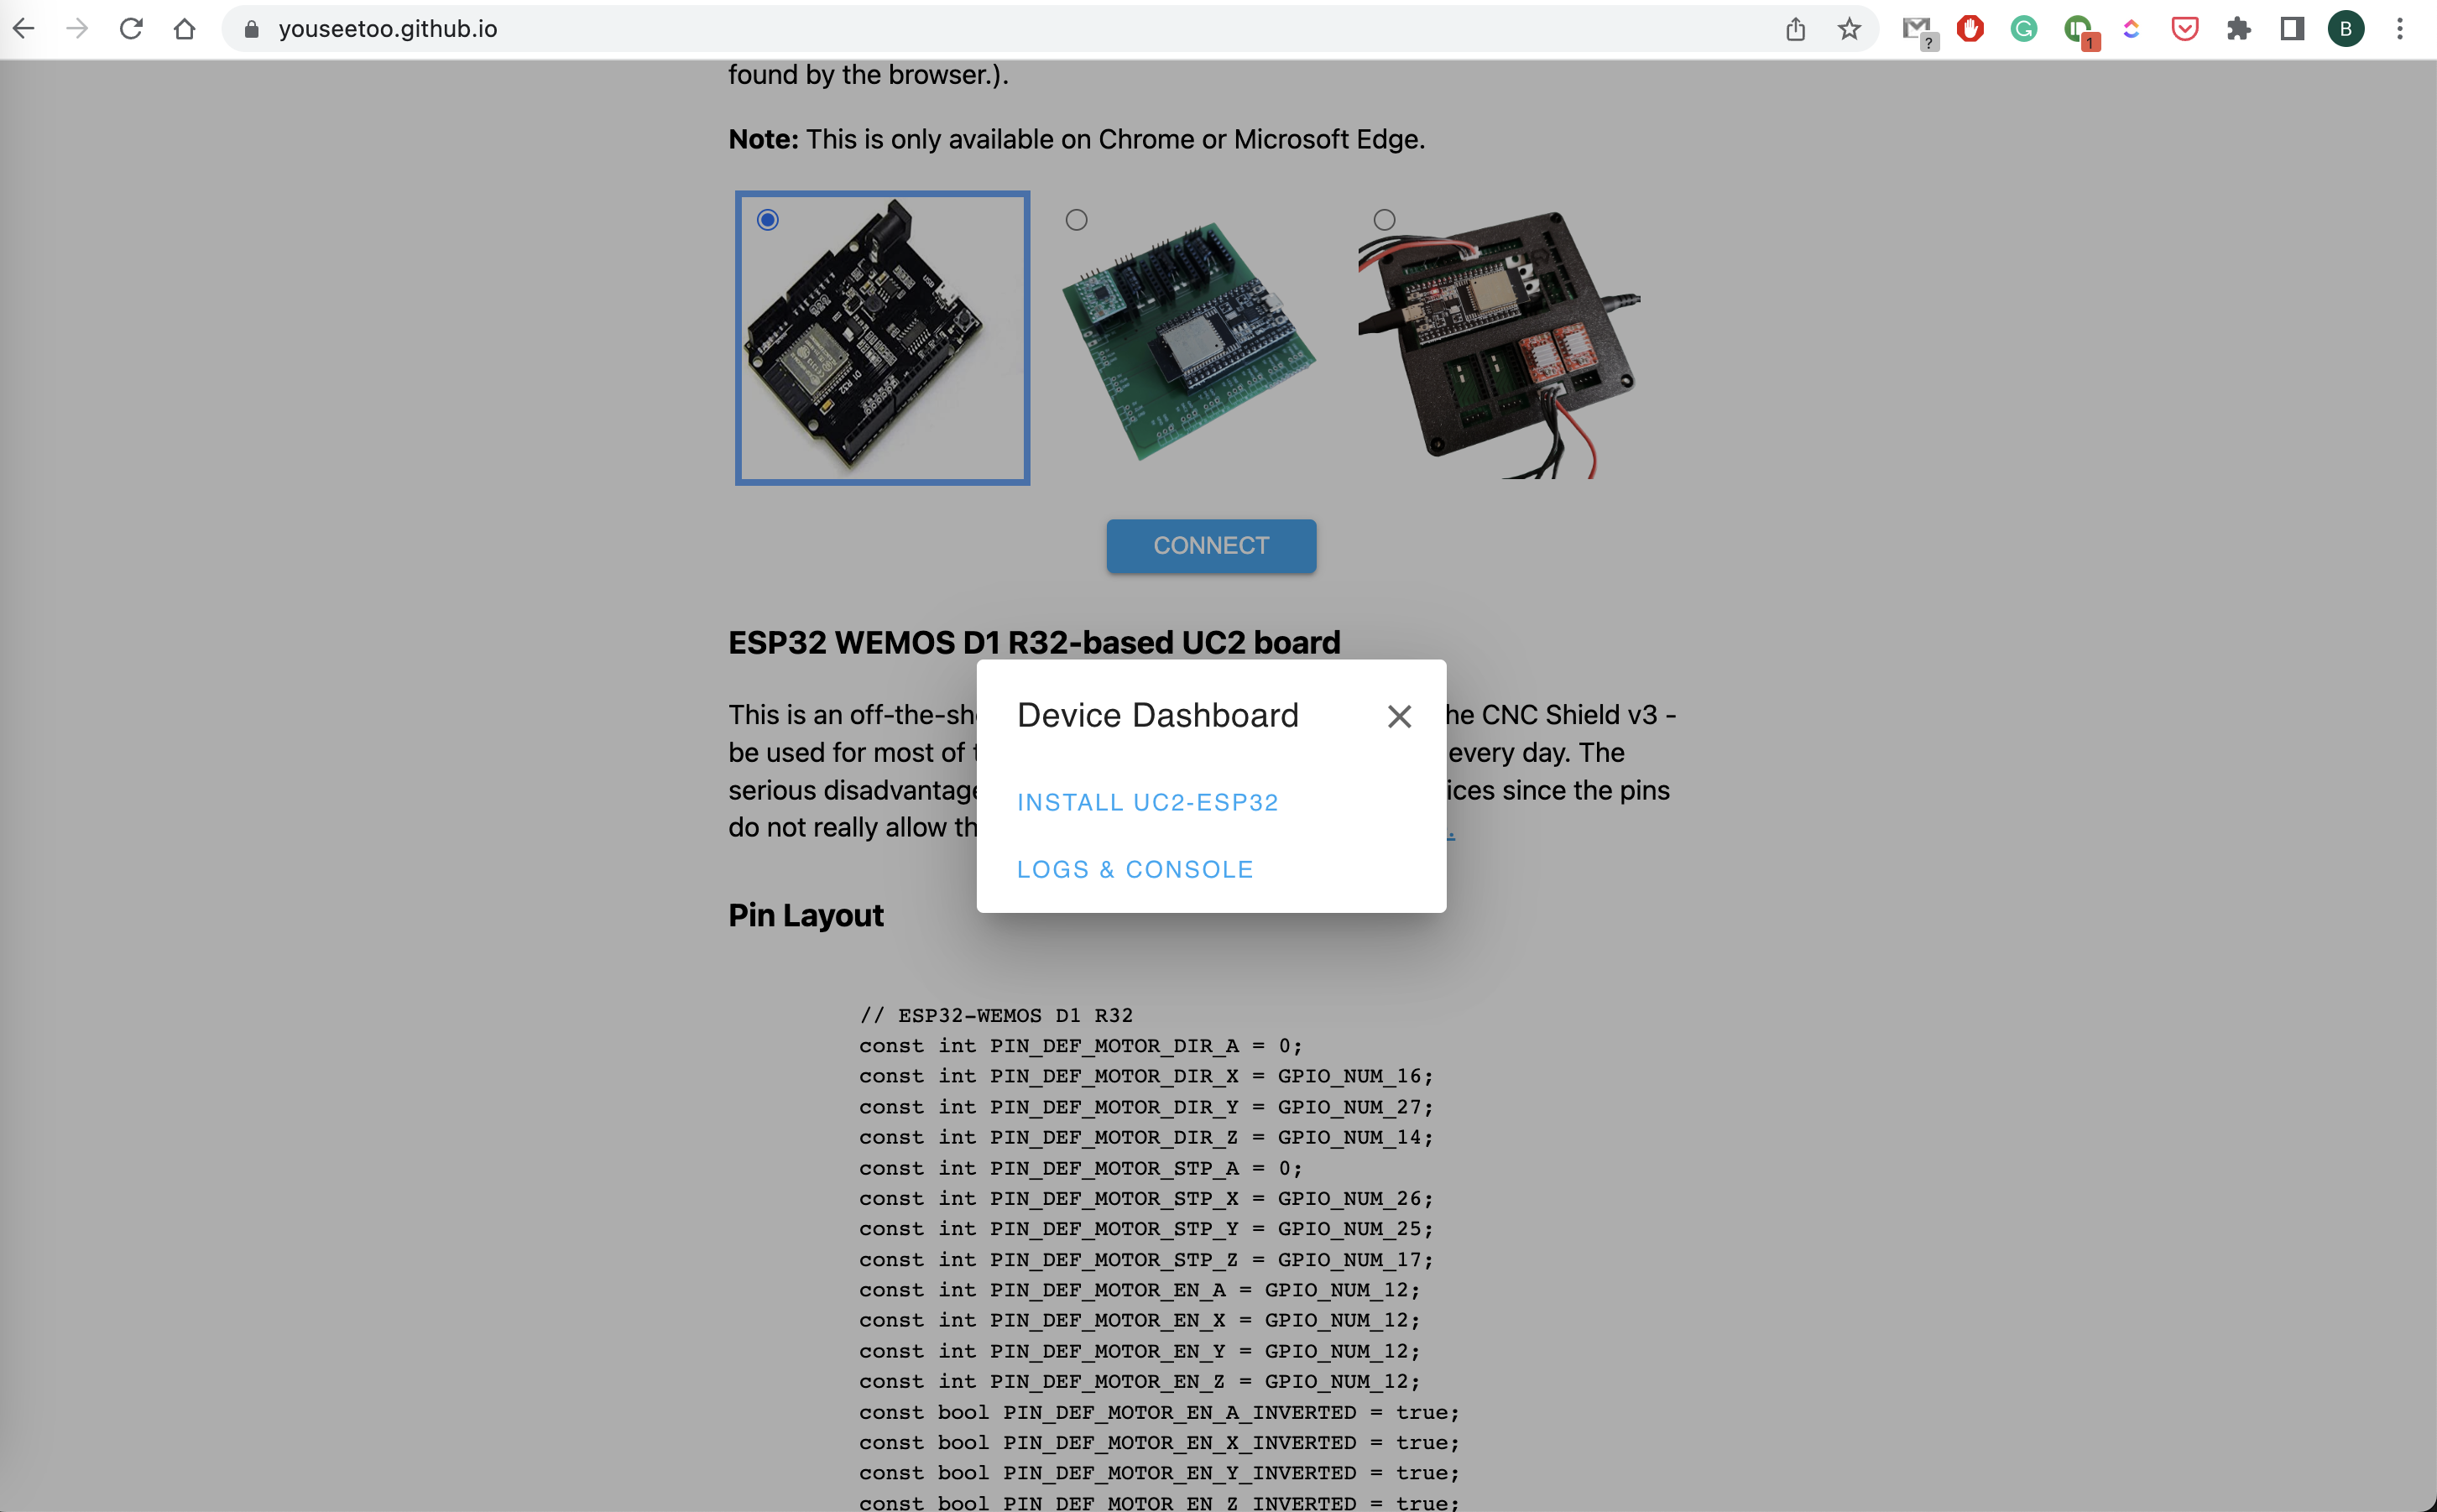 youseetoo.github.io
?
1
B
found by the browser.).
Note: This is only available on Chrome or Microsoft Edge.
CONNECT
ESP32 WEMOS D1 R32-based UC2 board
This is an off-the-sh he CNC Shield v3 -
be used for most of every day. The
serious disadvantage ices since the pins
do not really allow th .
Device Dashboard
INSTALL UC2-ESP32
LOGS & CONSOLE
Pin Layout
// ESP32-WEMOS D1 R32
const int PIN_DEF_MOTOR_DIR_A = 0;
const int PIN_DEF_MOTOR_DIR_X = GPIO_NUM_16;
const int PIN_DEF_MOTOR_DIR_Y = GPIO_NUM_27;
const int PIN_DEF_MOTOR_DIR_Z = GPIO_NUM_14;
const int PIN_DEF_MOTOR_STP_A = 0;
const int PIN_DEF_MOTOR_STP_X = GPIO_NUM_26;
const int PIN_DEF_MOTOR_STP_Y = GPIO_NUM_25;
const int PIN_DEF_MOTOR_STP_Z = GPIO_NUM_17;
const int PIN_DEF_MOTOR_EN_A = GPIO_NUM_12;
const int PIN_DEF_MOTOR_EN_X = GPIO_NUM_12;
const int PIN_DEF_MOTOR_EN_Y = GPIO_NUM_12;
const int PIN_DEF_MOTOR_EN_Z = GPIO_NUM_12;
const bool PIN_DEF_MOTOR_EN_A_INVERTED = true;
const bool PIN_DEF_MOTOR_EN_X_INVERTED = true;
const bool PIN_DEF_MOTOR_EN_Y_INVERTED = true;
const bool PIN_DEF_MOTOR_EN_Z_INVERTED = true;